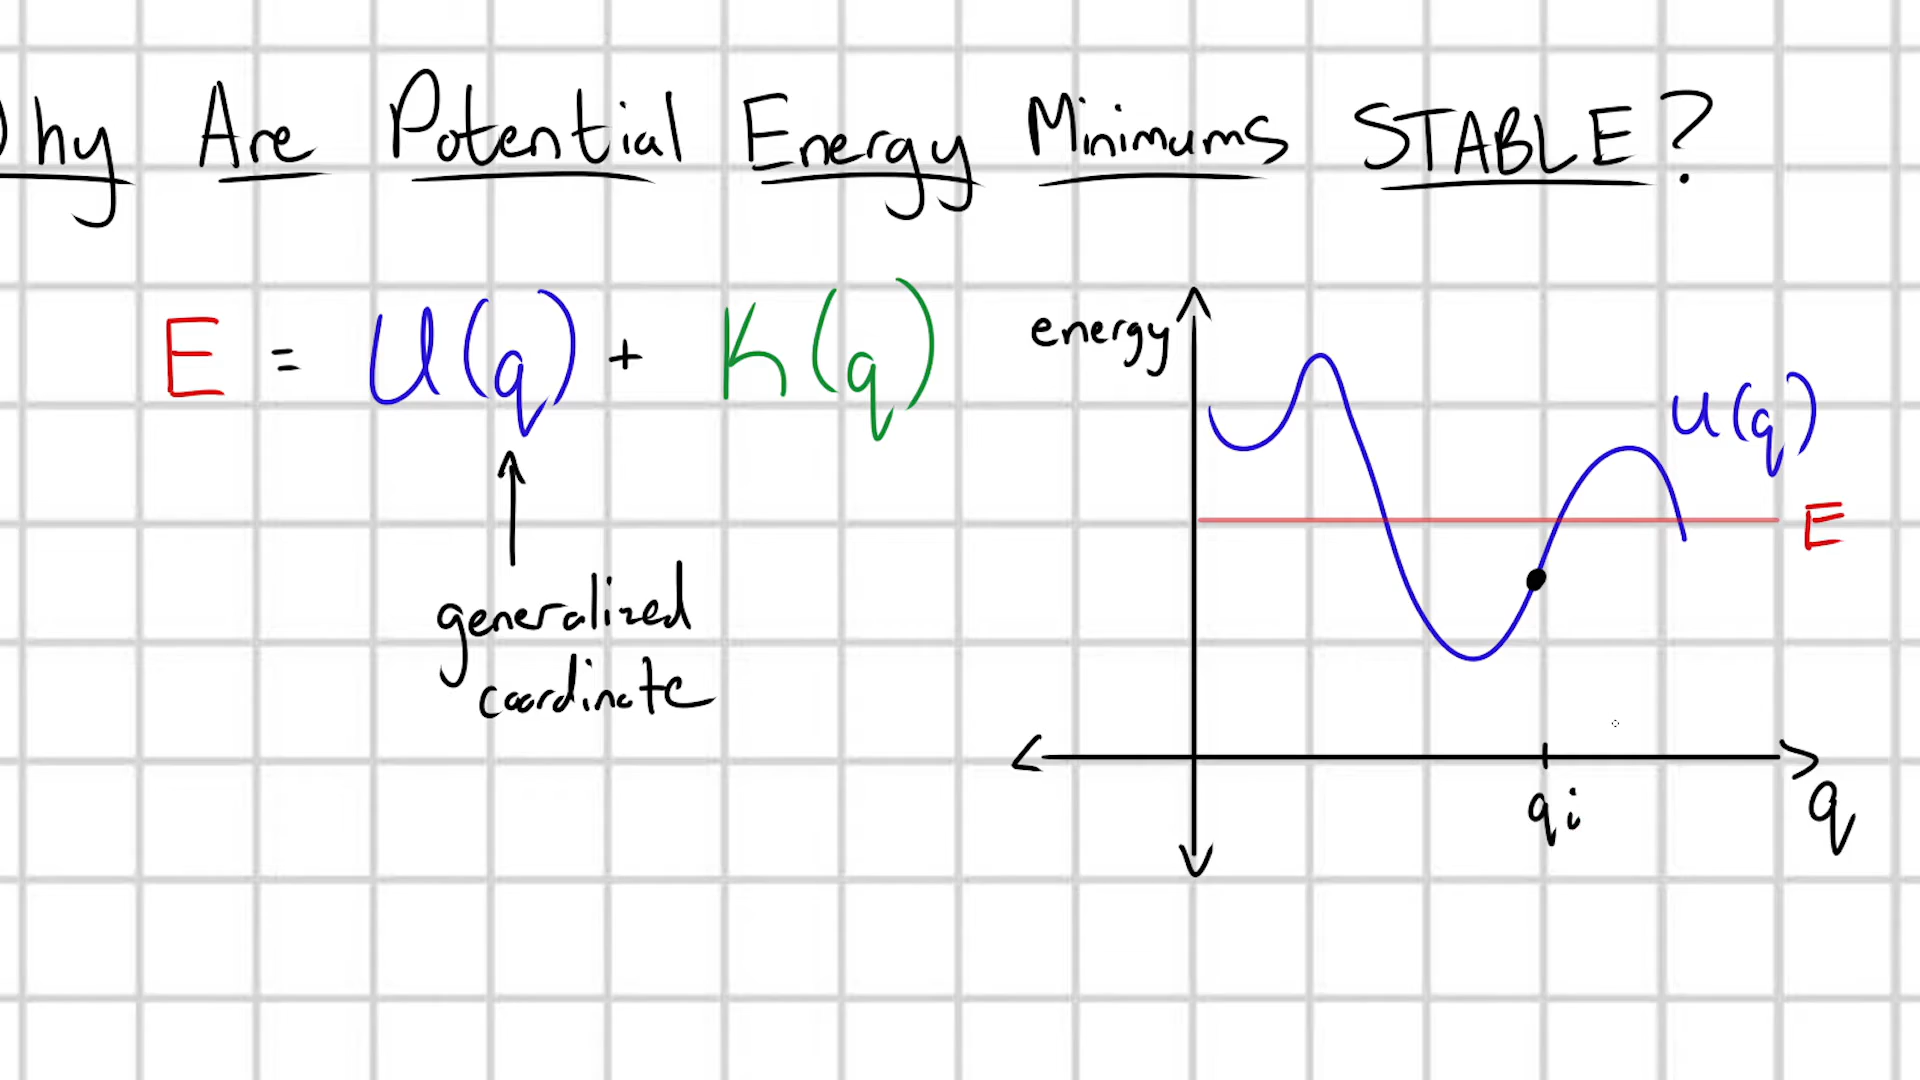 hy Are Potential Energy Minimums STABLE?
E = U(q) + K(q)
generalized
coordinate
energy
U(q)
E
qi
q